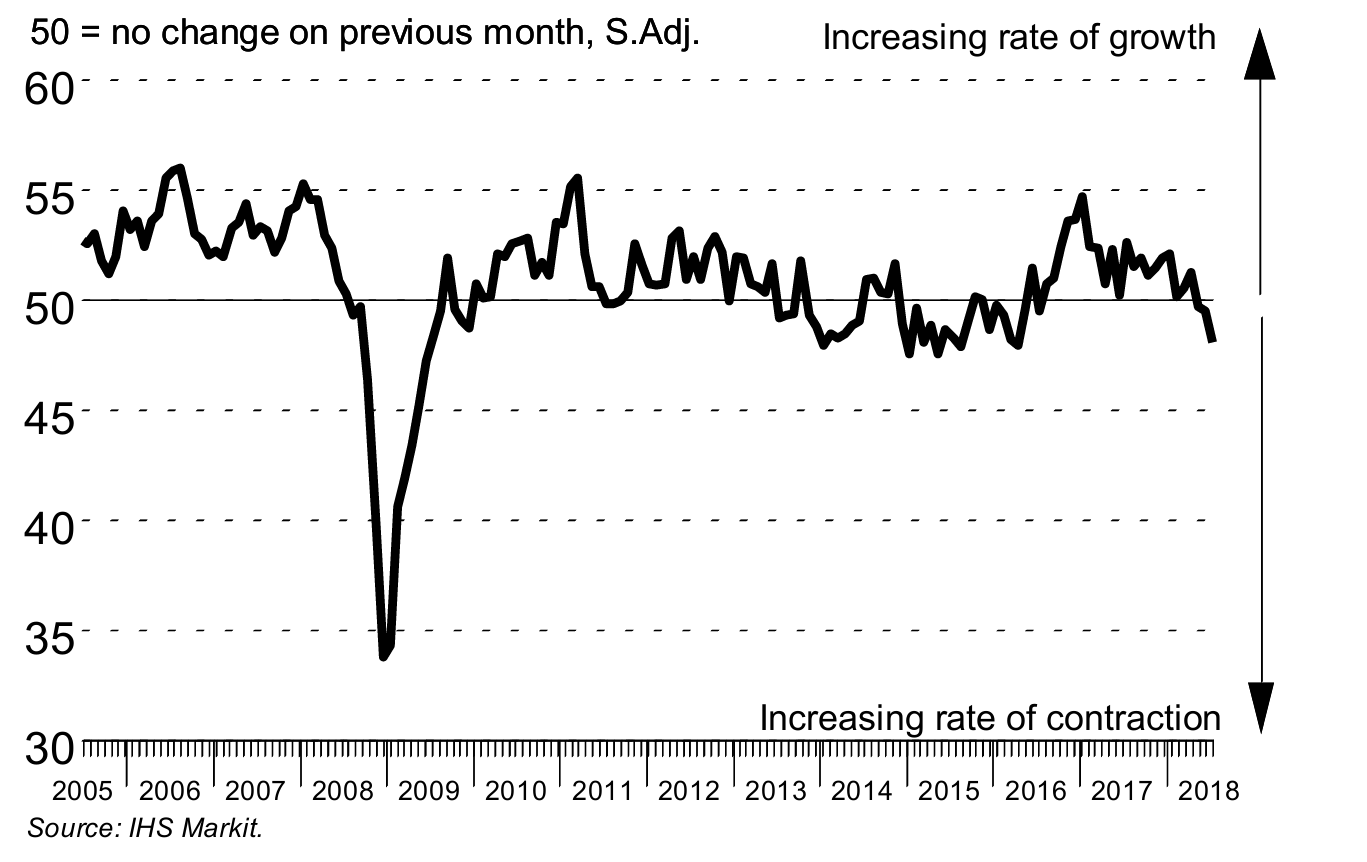 50 = no change on previous month, S.Adj.
Increasing rate of growth
60
55
50
45
40
35
Increasing rate of contraction
30
2005 2006 2007 2008 2009 2010 2011 2012 2013 2014 2015 2016 2017 2018
Source: IHS Markit.